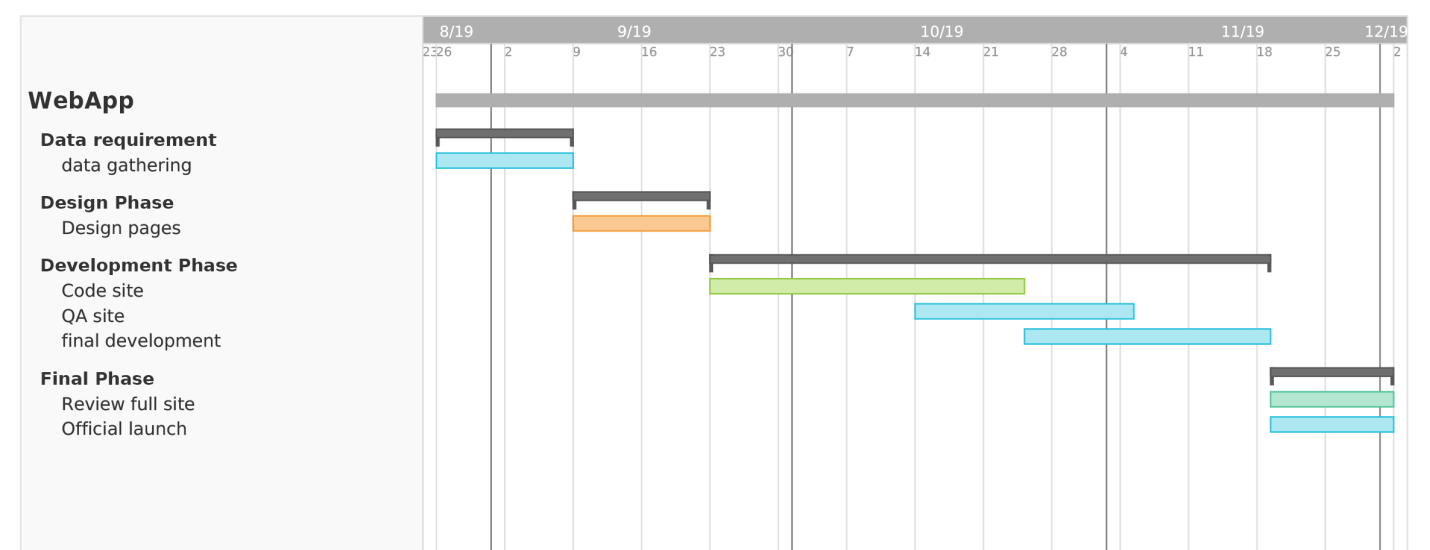 8/19 9/19 10/19 11/19 12/19
23 26 2 9 16 23 30 7 14 21 28 4 11 18 25 2
WebApp
Data requirement
data gathering
Design Phase
Design pages
Development Phase
Code site
QA site
final development
Final Phase
Review full site
Official launch